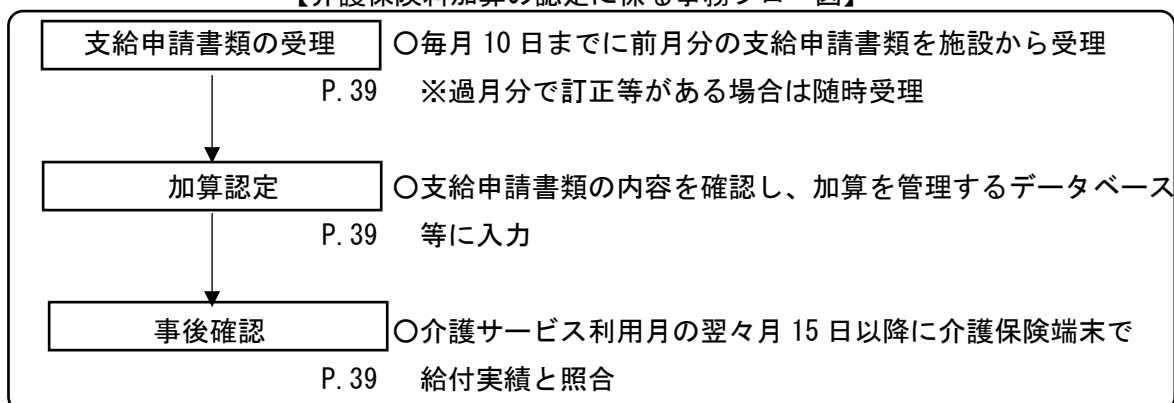 【介護保険料加算の認定に係る事務フロー図】
支給申請書類の受理 〇毎月 10 日までに前月分の支給申請書類を施設から受理
P.39 ※過月分で訂正等がある場合は随時受理
加算認定 〇支給申請書類の内容を確認し、加算を管理するデータベース
P.39 等に入力
事後確認 〇介護サービス利用月の翌々月 15 日以降に介護保険端末で
P.39 給付実績と照合